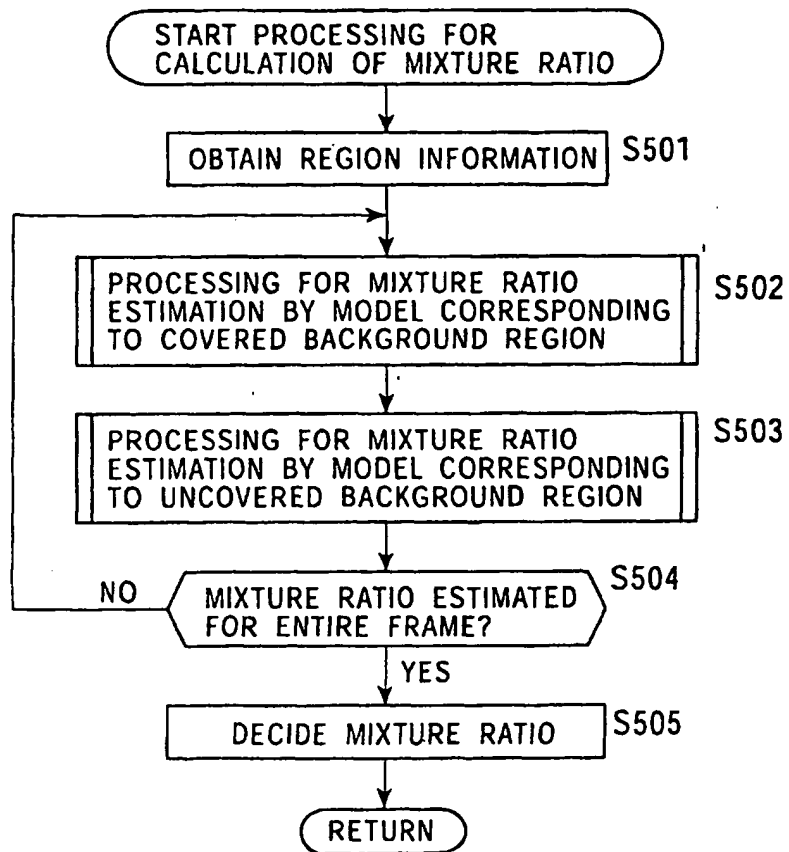 START PROCESSING FOR
CALCULATION OF MIXTURE RATIO
OBTAIN REGION INFORMATION
S501
PROCESSING FOR MIXTURE RATIO
ESTIMATION BY MODEL CORRESPONDING
TO COVERED BACKGROUND REGION
S502
PROCESSING FOR MIXTURE RATIO
ESTIMATION BY MODEL CORRESPONDING
TO UNCOVERED BACKGROUND REGION
S503
NO
MIXTURE RATIO ESTIMATED
FOR ENTIRE FRAME?
S504
YES
DECIDE MIXTURE RATIO
S505
RETURN